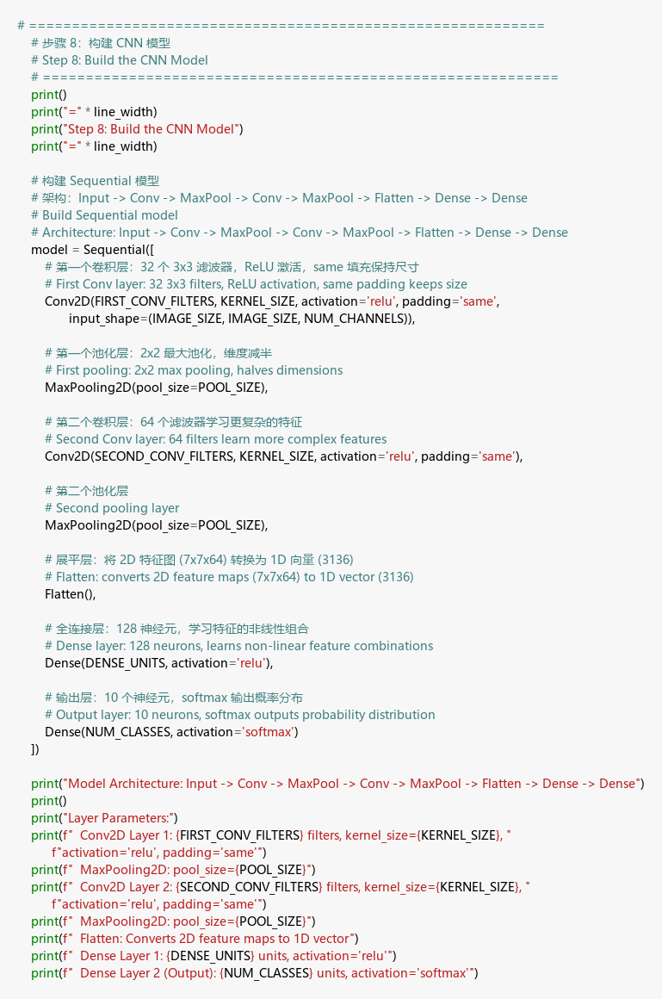 # ============================================================
# 步骤 8：构建 CNN 模型
# Step 8: Build the CNN Model
# ============================================================
print()
print("=" * line_width)
print("Step 8: Build the CNN Model")
print("=" * line_width)
# 构建 Sequential 模型
# 架构：Input -> Conv -> MaxPool -> Conv -> MaxPool -> Flatten -> Dense -> Dense
# Build Sequential model
# Architecture: Input -> Conv -> MaxPool -> Conv -> MaxPool -> Flatten -> Dense -> Dense
model = Sequential([
# 第一个卷积层：32 个 3x3 滤波器，ReLU 激活，same 填充保持尺寸
# First Conv layer: 32 3x3 filters, ReLU activation, same padding keeps size
Conv2D(FIRST_CONV_FILTERS, KERNEL_SIZE, activation='relu', padding='same',
input_shape=(IMAGE_SIZE, IMAGE_SIZE, NUM_CHANNELS)),
# 第一个池化层：2x2 最大池化，维度减半
# First pooling: 2x2 max pooling, halves dimensions
MaxPooling2D(pool_size=POOL_SIZE),
# 第二个卷积层：64 个滤波器学习更复杂的特征
# Second Conv layer: 64 filters learn more complex features
Conv2D(SECOND_CONV_FILTERS, KERNEL_SIZE, activation='relu', padding='same'),
# 第二个池化层
# Second pooling layer
MaxPooling2D(pool_size=POOL_SIZE),
# 展平层：将 2D 特征图 (7x7x64) 转换为 1D 向量 (3136)
# Flatten: converts 2D feature maps (7x7x64) to 1D vector (3136)
Flatten(),
# 全连接层：128 神经元，学习特征的非线性组合
# Dense layer: 128 neurons, learns non-linear feature combinations
Dense(DENSE_UNITS, activation='relu'),
# 输出层：10 个神经元，softmax 输出概率分布
# Output layer: 10 neurons, softmax outputs probability distribution
Dense(NUM_CLASSES, activation='softmax')
])
print("Model Architecture: Input -> Conv -> MaxPool -> Conv -> MaxPool -> Flatten -> Dense -> Dense")
print()
print("Layer Parameters:")
print(f"  Conv2D Layer 1: {FIRST_CONV_FILTERS} filters, kernel_size={KERNEL_SIZE}, "
f"activation='relu', padding='same'")
print(f"  MaxPooling2D: pool_size={POOL_SIZE}")
print(f"  Conv2D Layer 2: {SECOND_CONV_FILTERS} filters, kernel_size={KERNEL_SIZE}, "
f"activation='relu', padding='same'")
print(f"  MaxPooling2D: pool_size={POOL_SIZE}")
print(f"  Flatten: Converts 2D feature maps to 1D vector")
print(f"  Dense Layer 1: {DENSE_UNITS} units, activation='relu'")
print(f"  Dense Layer 2 (Output): {NUM_CLASSES} units, activation='softmax'")